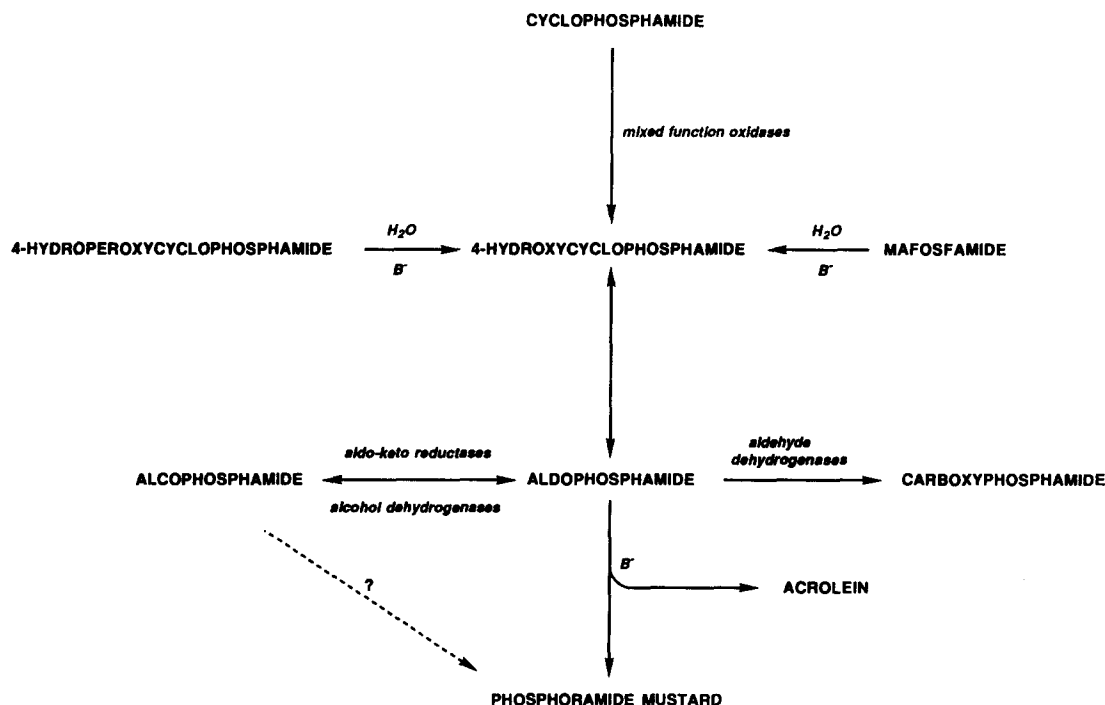 CYCLOPHOSPHAMIDE
mixed function oxidases
H2O
H2O
4-HYDROPEROXYCYCLOPHOSPHAMIDE
4-HYDROXYCYCLOPHOSPHAMIDE
MAFOSFAMIDE
B-
B-
aldehyde
dehydrogenases
aldo-keto reductases
ALCOPHOSPHAMIDE
ALDOPHOSPHAMIDE
CARBOXYPHOSPHAMIDE
alcohol dehydrogenases
B-
?
ACROLEIN
PHOSPHORAMIDE MUSTARD